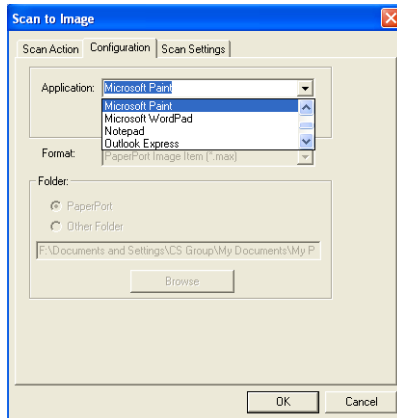 Scan to Image
Scan Action Configuration Scan Settings
Application: Microsoft Paint
Microsoft Paint
Microsoft WordPad
Notepad
Outlook Express
Format: PaperPort Image Item (*.max)
Folder:
PaperPort
Other Folder
F:\Documents and Settings\CS Group\My Documents\My P
Browse
OK Cancel